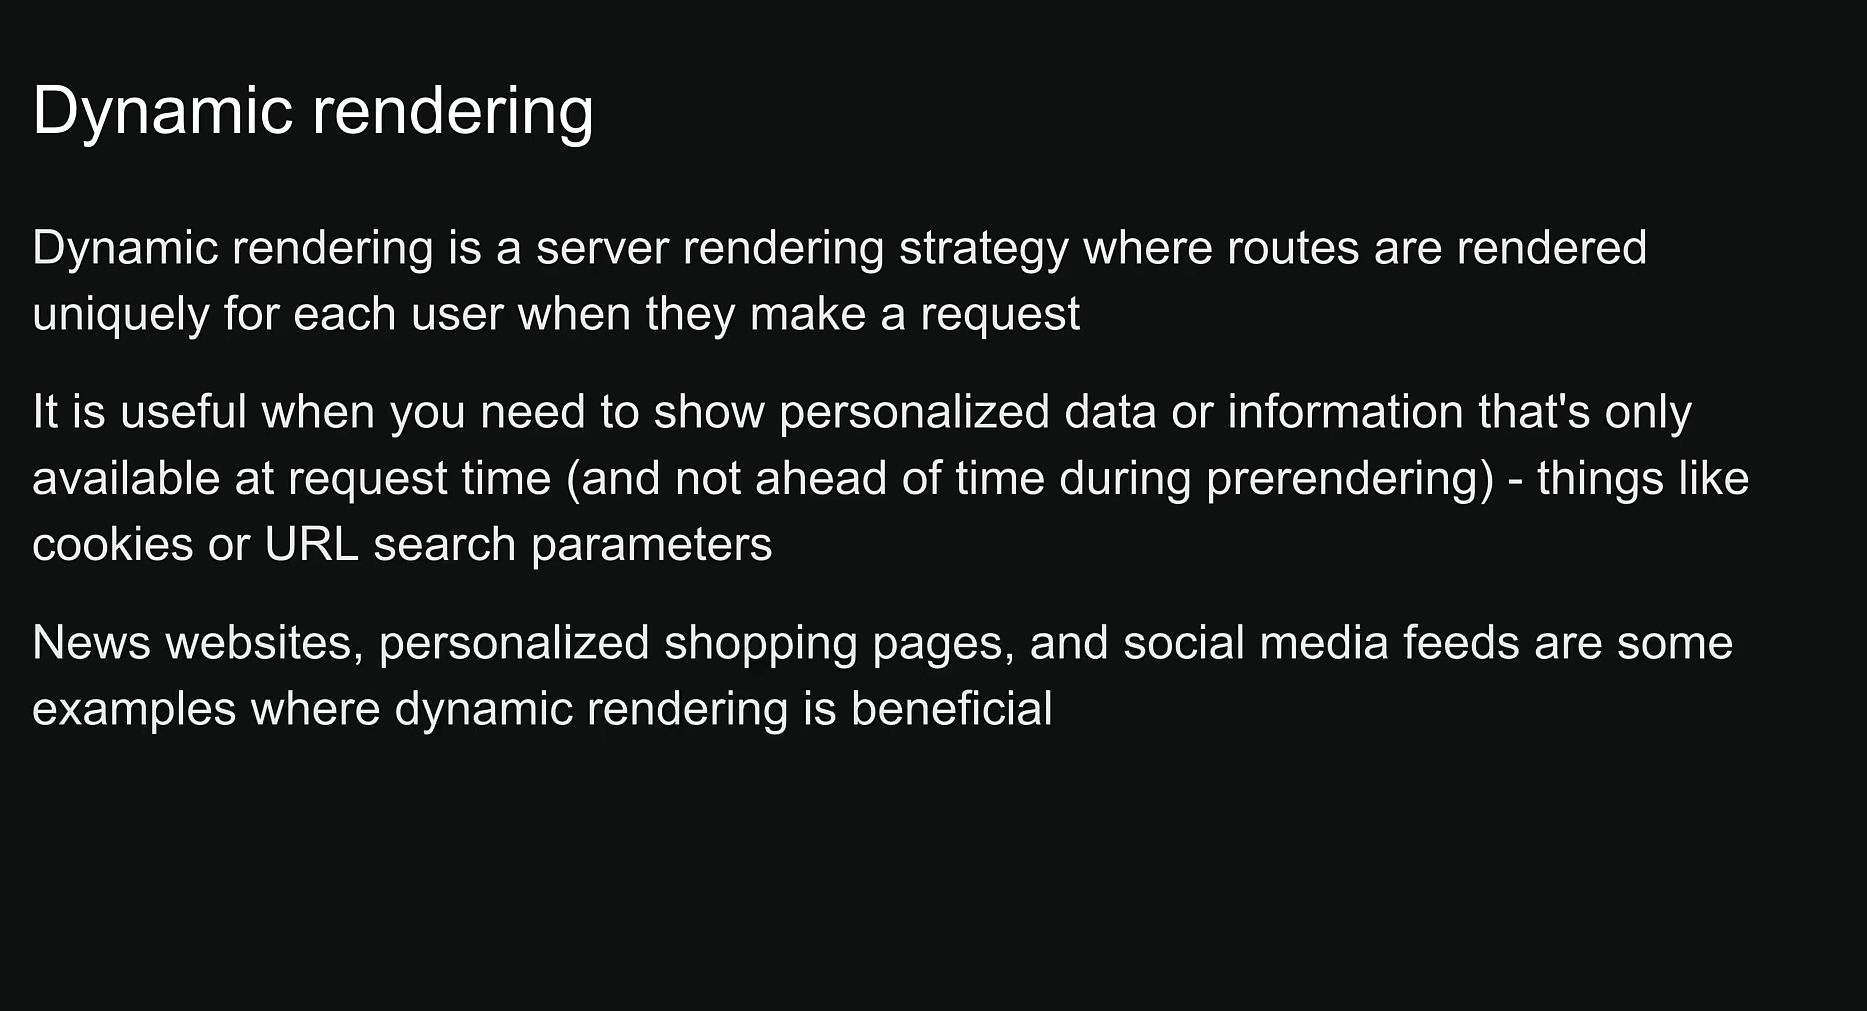 Dynamic rendering
Dynamic rendering is a server rendering strategy where routes are rendered
uniquely for each user when they make a request
It is useful when you need to show personalized data or information that's only
available at request time (and not ahead of time during prerendering) - things like
cookies or URL search parameters
News websites, personalized shopping pages, and social media feeds are some
examples where dynamic rendering is beneficial